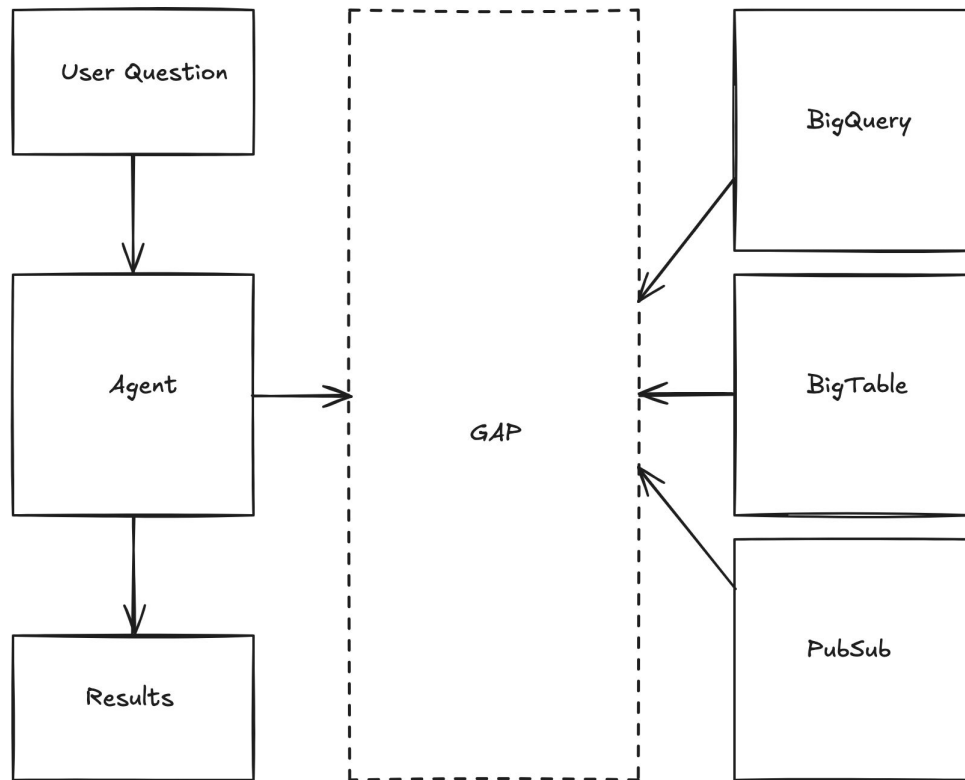 User Question
Agent
Results
GAP
BigQuery
BigTable
PubSub